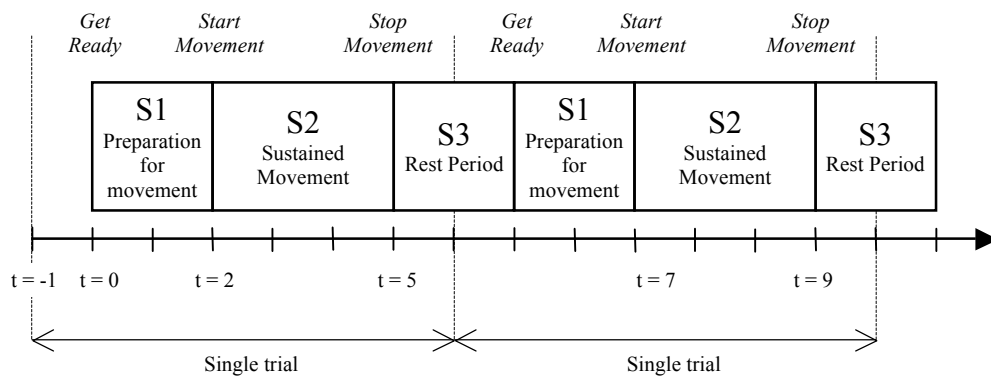 Get
Ready
Start
Movement
Stop
Movement
Get
Ready
Start
Movement
Stop
Movement
S1
Preparation
for
movement
S2
Sustained
Movement
S3
Rest Period
S1
Preparation
for
movement
S2
Sustained
Movement
S3
Rest Period
t = -1
t = 0
t = 2
t = 5
t = 7
t = 9
Single trial
Single trial